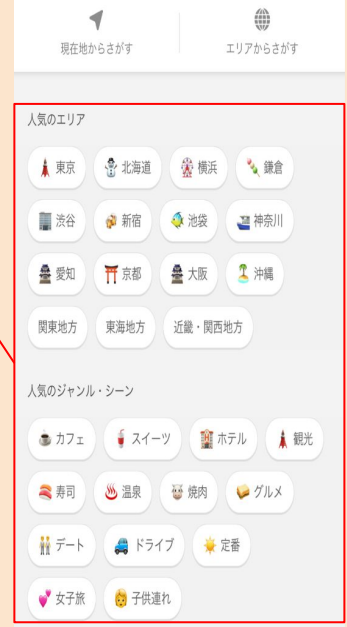 現在地からさがす エリアからさがす
人気のエリア
東京 北海道 横浜 鎌倉
渋谷 新宿 池袋 神奈川
愛知 京都 大阪 沖縄
関東地方 東海地方 近畿・関西地方
人気のジャンル・シーン
カフェ スイーツ ホテル 観光
寿司 温泉 焼肉 グルメ
デート ドライブ 定番
女子旅 子供連れ